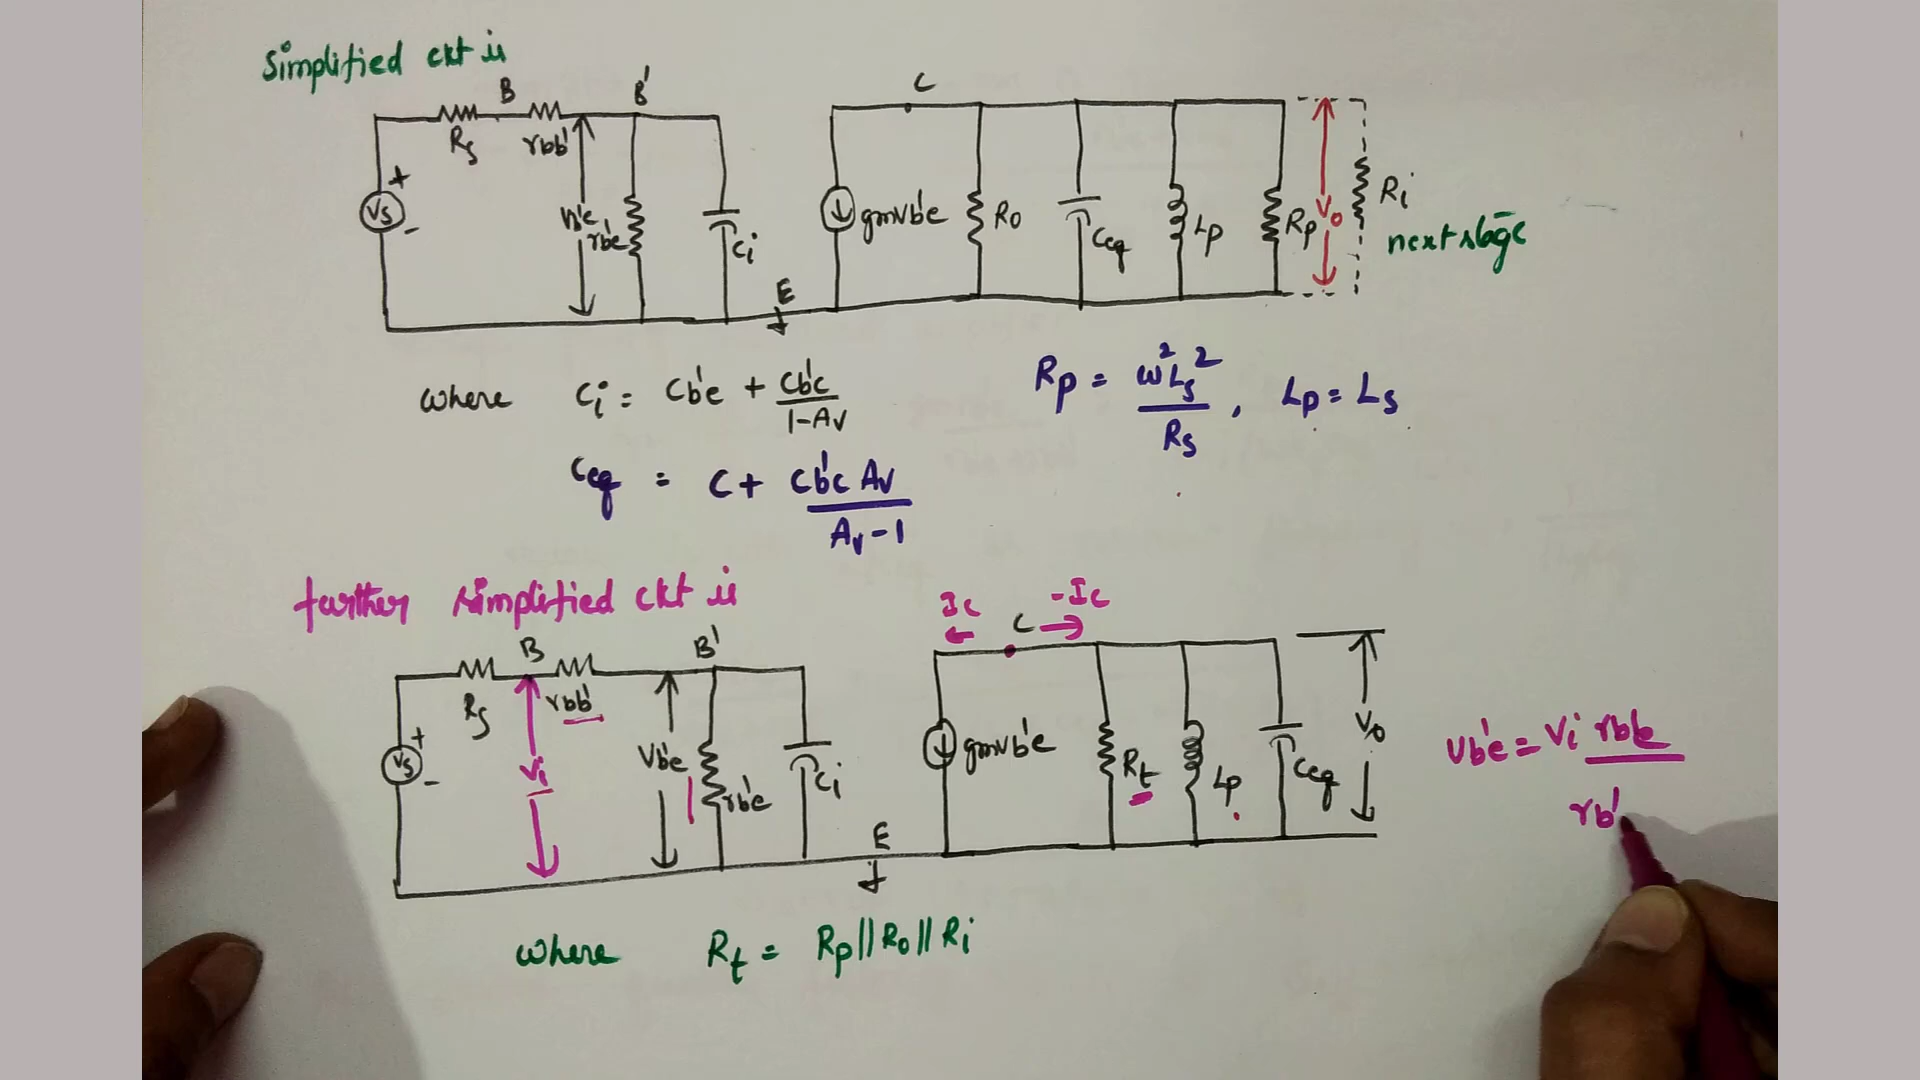 Simplified ckt is
B
B'
C
Rs
rbb'
+
Vs
-
vb'e
rb'e
Ci
E
gmvb'e
Ro
Ceq
Lp
Rp
Vo
Ri
next stage
where Ci = Cb'e + Cb'c / 1-Av
Rp = ω²Ls² / Rs , Lp = Ls
Ceq = C + Cb'c Av / Av - 1
further simplified ckt is
Ic
-Ic
B
B'
C
Rs
rbb'
+
Vs
-
Vi
Vb'e
rb'e
Ci
E
gmvb'e
Rt
Lp
Ceq
Vo
vb'e = Vi rb'e
rb'
where Rt = Rp||Ro||Ri